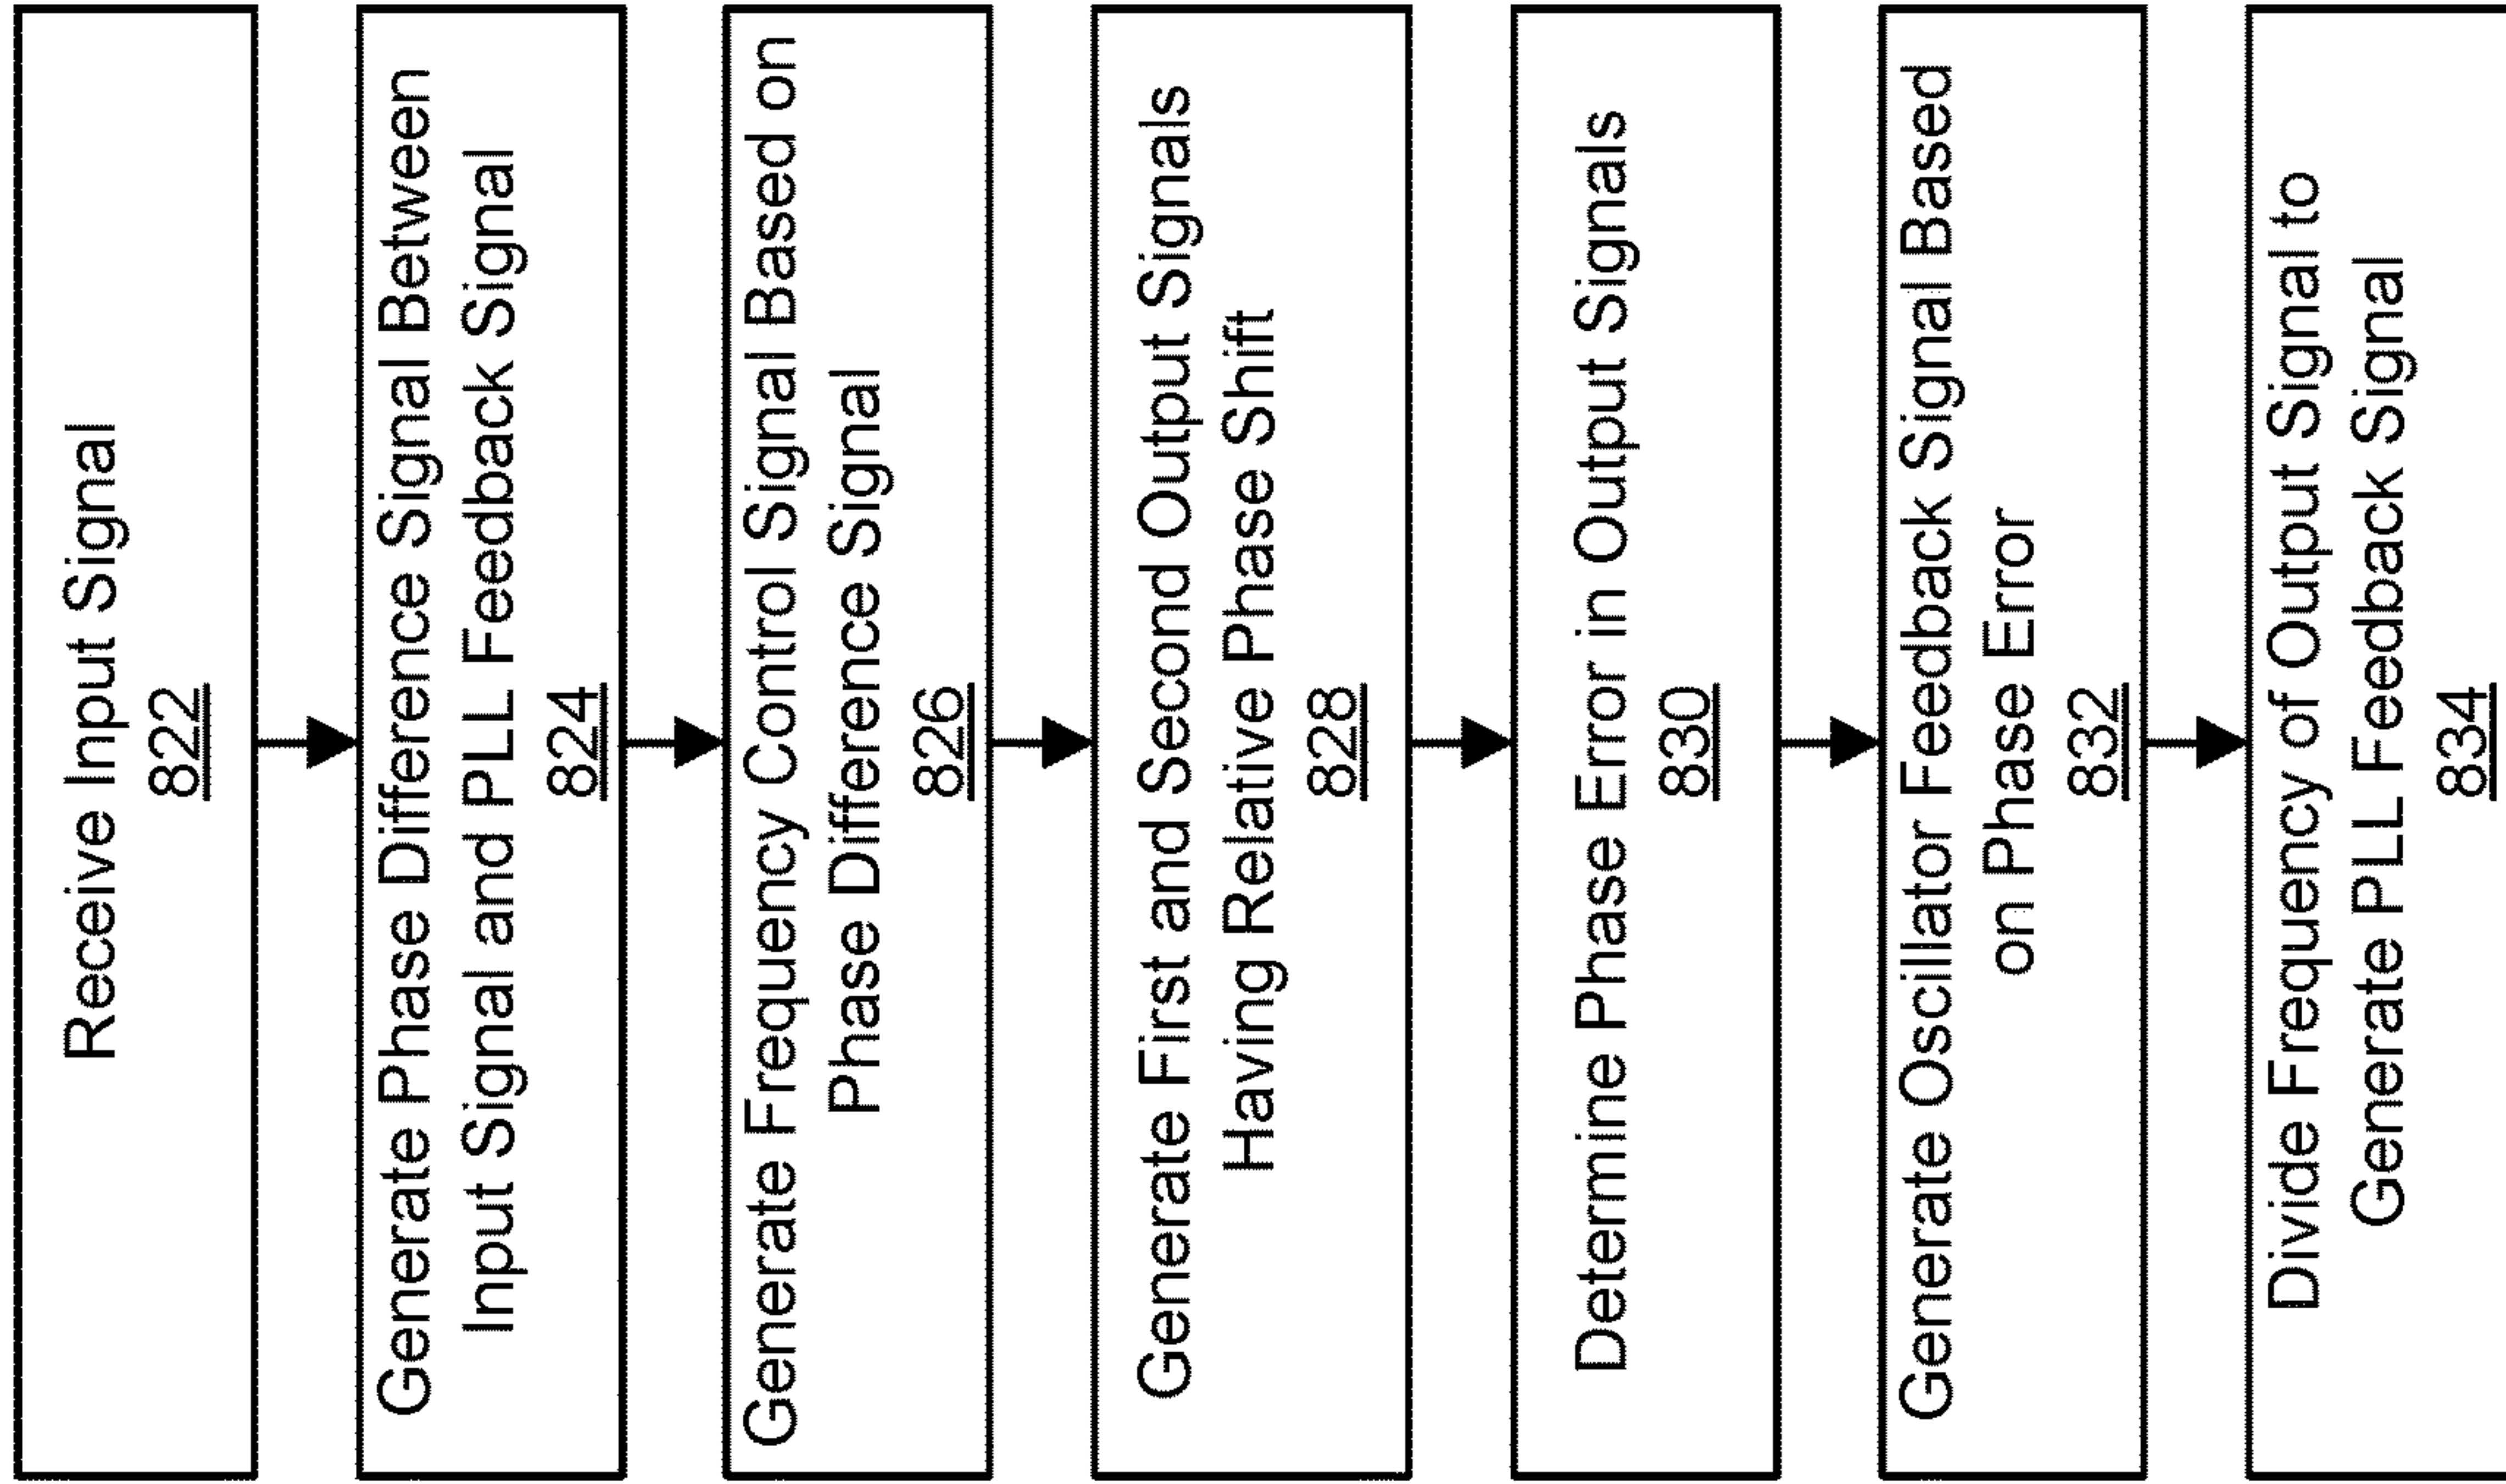 Receive Input Signal
822
Generate Phase Difference Signal Between
Input Signal and PLL Feedback Signal
824
Generate Frequency Control Signal Based on
Phase Difference Signal
826
Generate First and Second Output Signals
Having Relative Phase Shift
828
Determine Phase Error in Output Signals
830
Generate Oscillator Feedback Signal Based
on Phase Error
832
Divide Frequency of Output Signal to
Generate PLL Feedback Signal
834